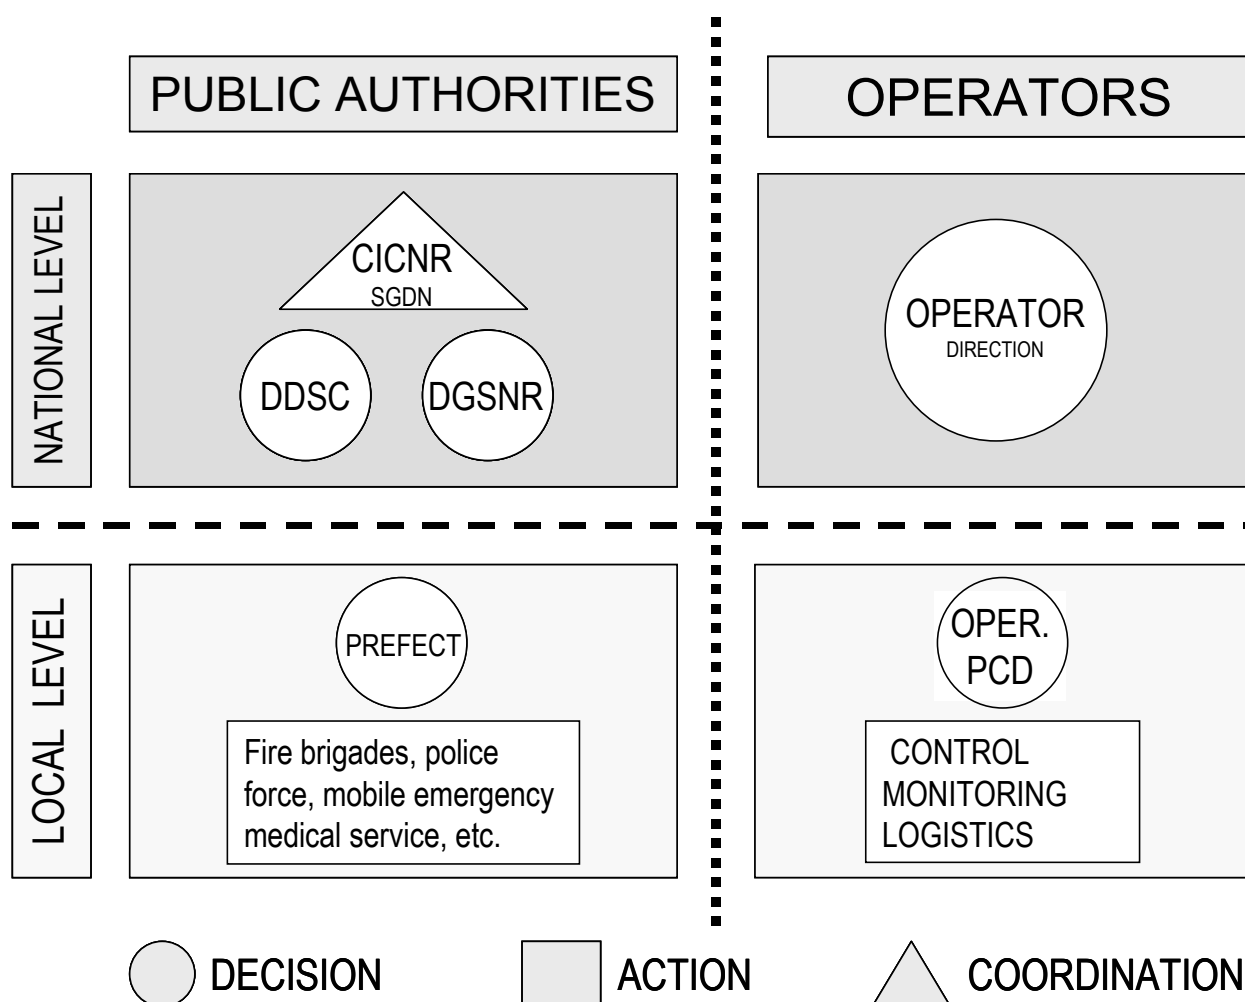 PUBLIC AUTHORITIES
OPERATORS
NATIONAL LEVEL
CICNR
SGDN
DDSC
DGSNR
OPERATOR
DIRECTION
LOCAL LEVEL
PREFECT
Fire brigades, police
force, mobile emergency
medical service, etc.
OPER.
PCD
CONTROL
MONITORING
LOGISTICS
DECISION
ACTION
COORDINATION